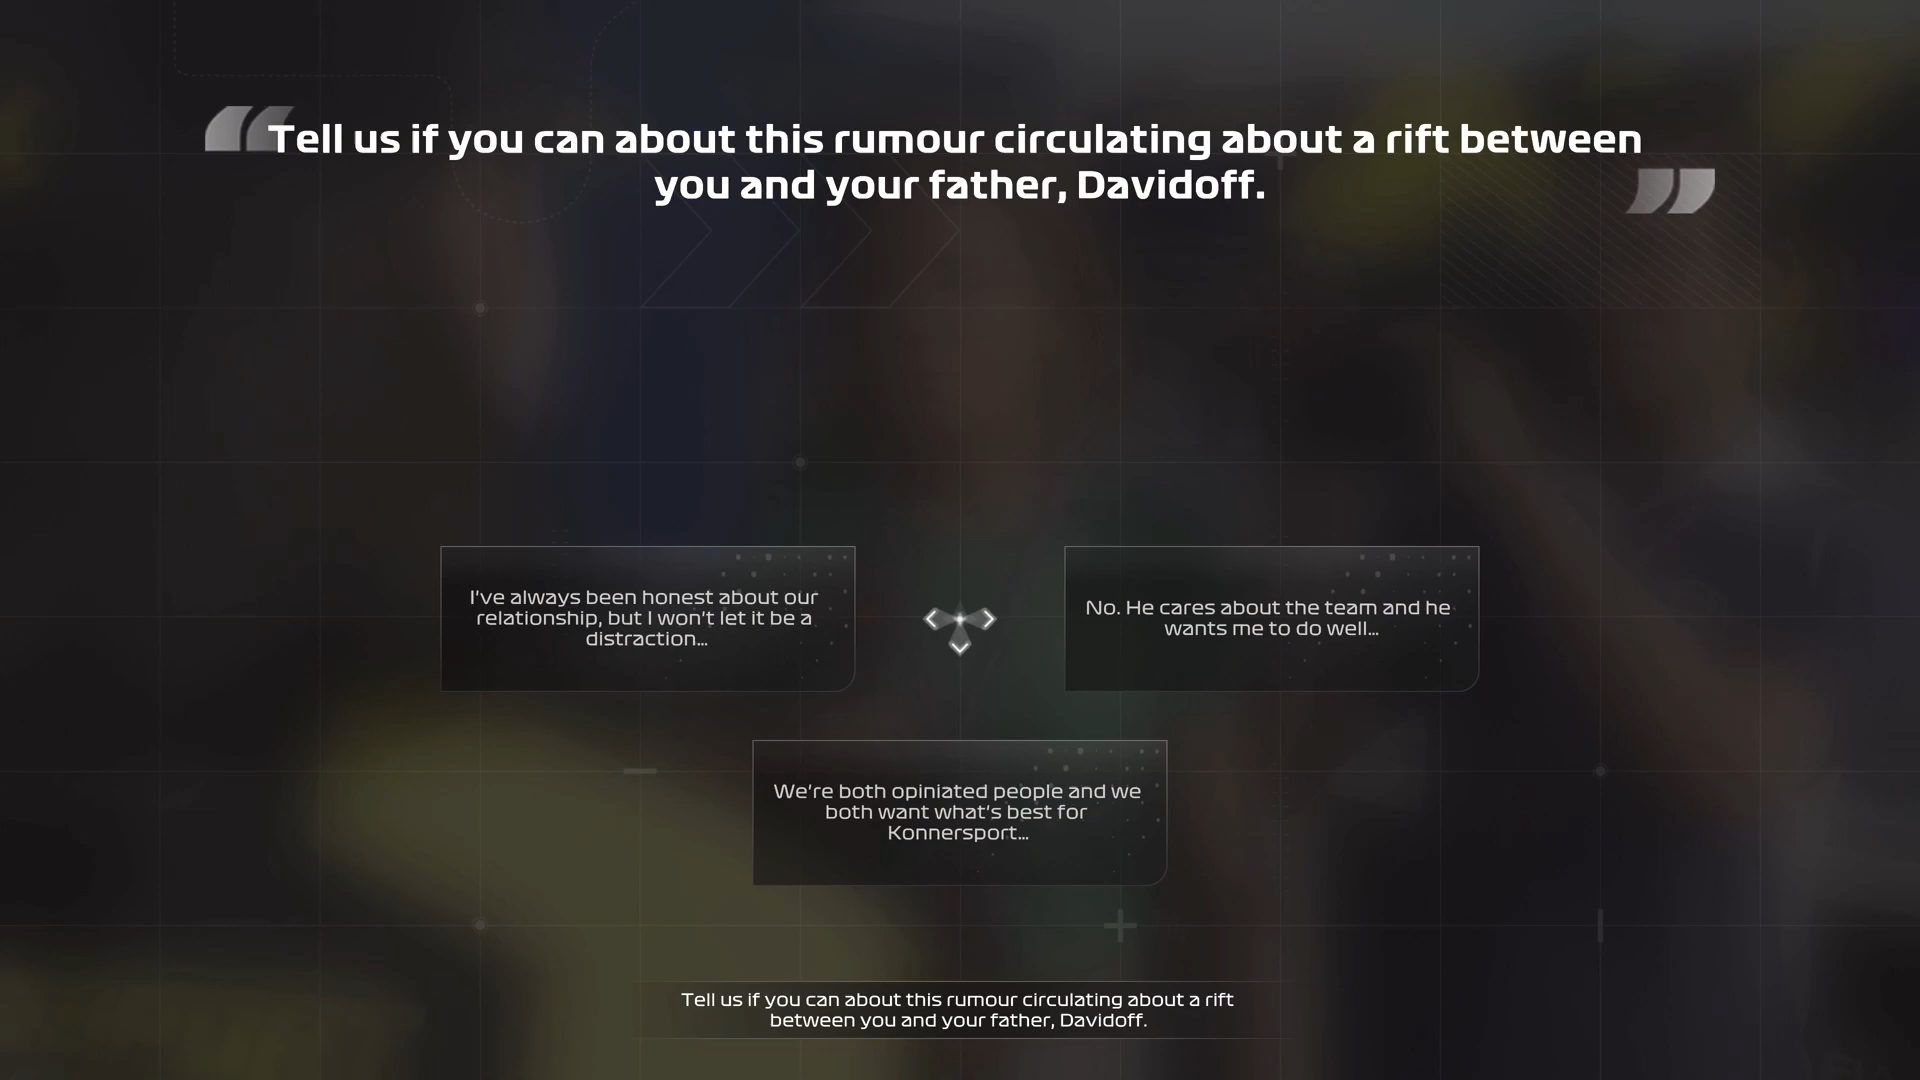 “Tell us if you can about this rumour circulating about a rift between
you and your father, Davidoff.”
I've always been honest about our
relationship, but I won't let it be a
distraction...
No. He cares about the team and he
wants me to do well...
We're both opiniated people and we
both want what's best for
Konnersport...
Tell us if you can about this rumour circulating about a rift
between you and your father, Davidoff.